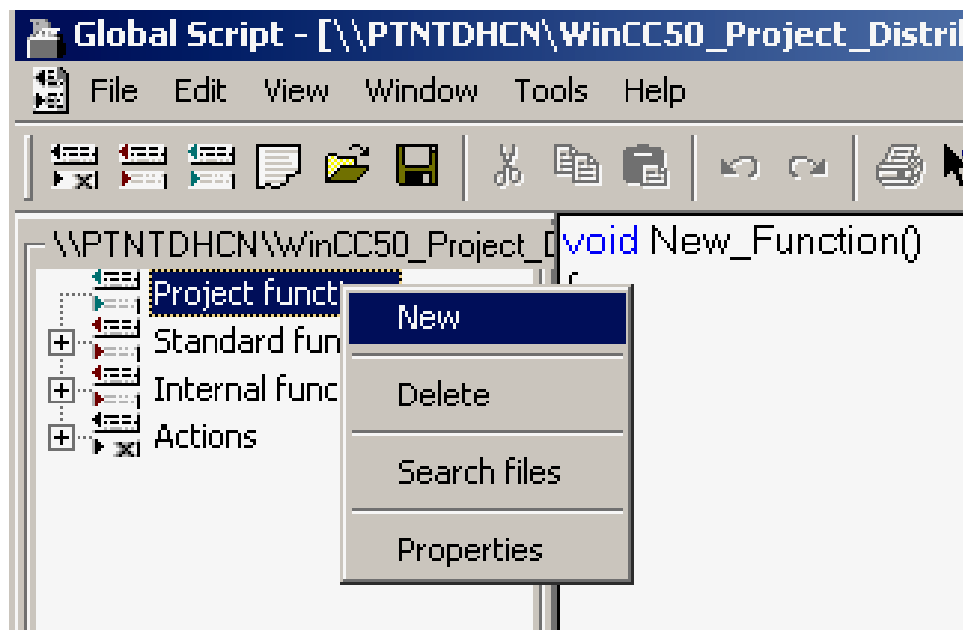 Global Script - [\\PTNTDHCN\WinCC50_Project_Distri
File Edit View Window Tools Help
\\PTNTDHCN\WinCC50_Project_D
void New_Function()
{
Project funct
New
Standard fun
Delete
Internal func
Actions
Search files
Properties